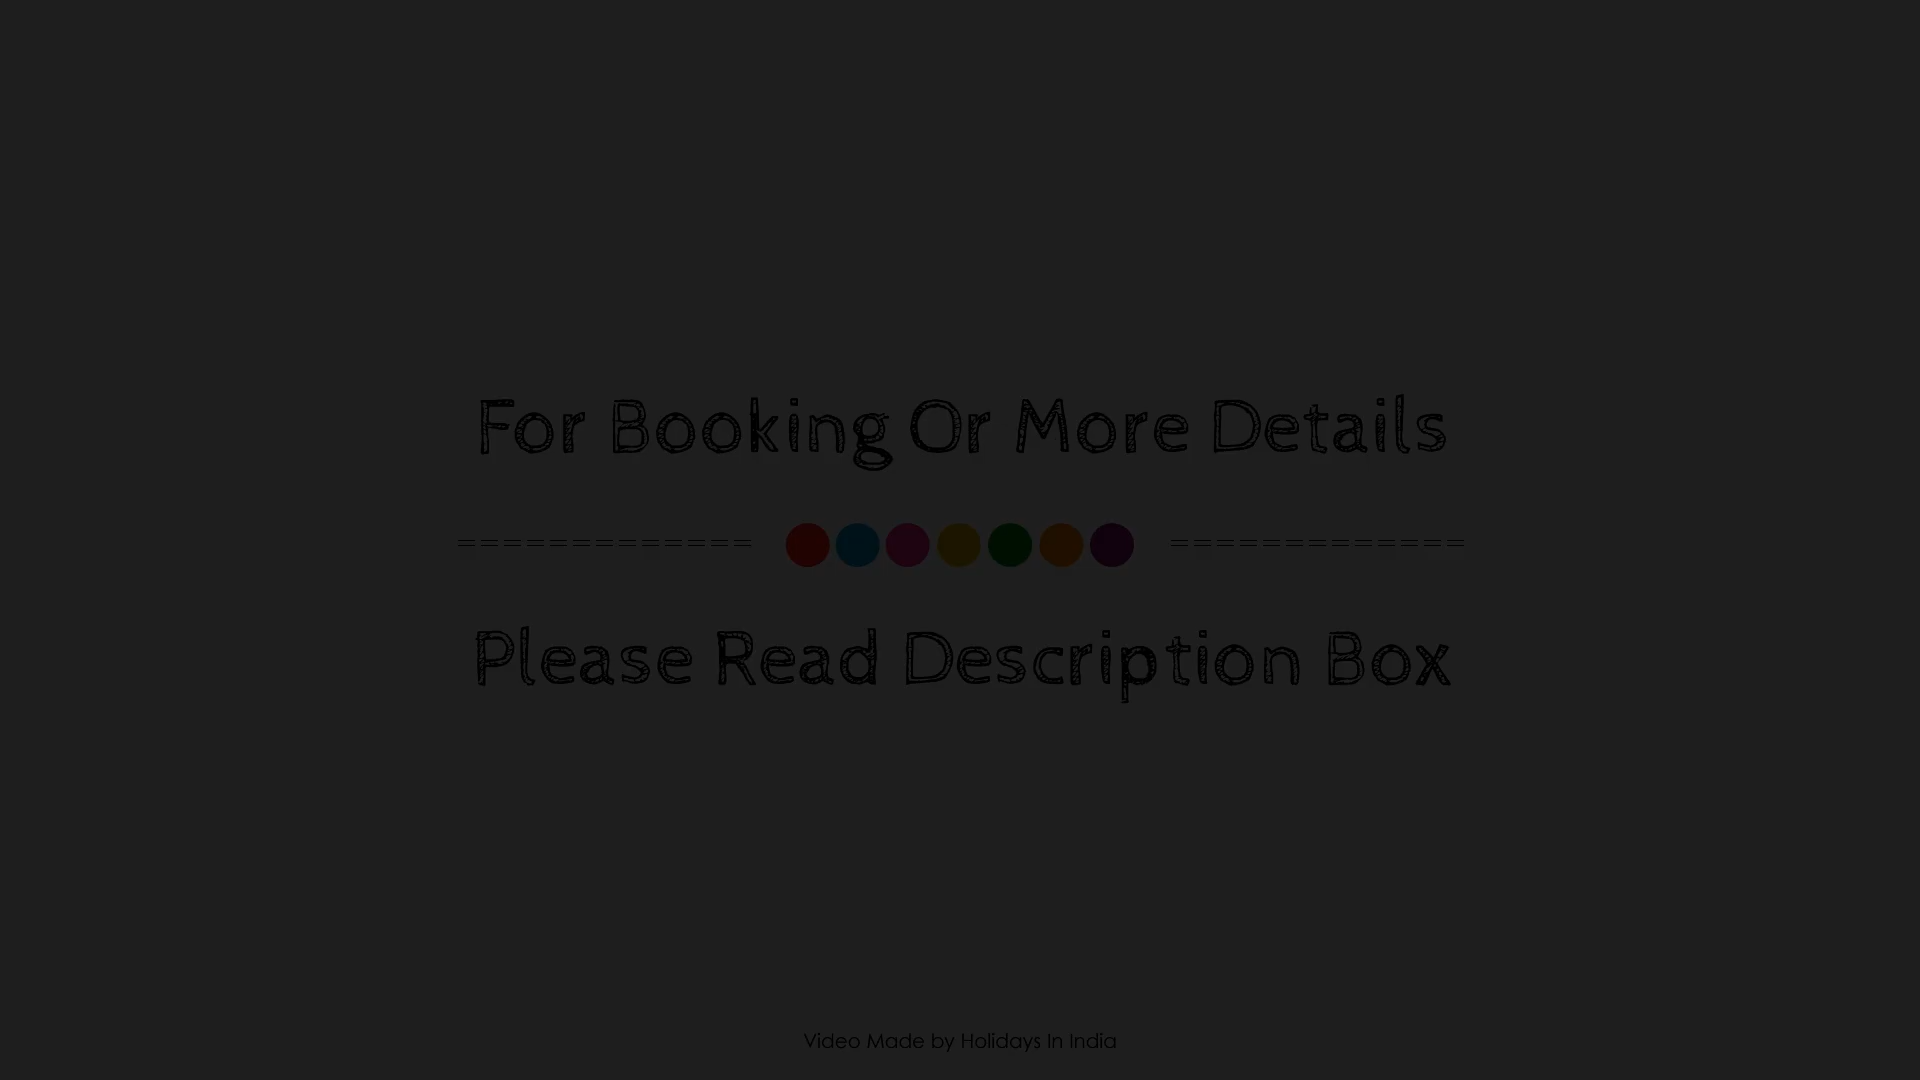 For Booking Or More Details
============= =============
Please Read Description Box
Video Made by Holidays In India